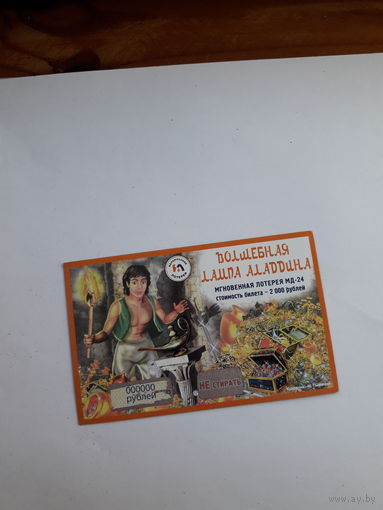 ВОЛШЕБНАЯ
ЛАМПА АЛАДДИНА
МГНОВЕННАЯ ЛОТЕРЕЯ МД-24
стоимость билета – 2 000 рублей
000000
рублей
НЕ СТИРАТЬ
www.ay.by